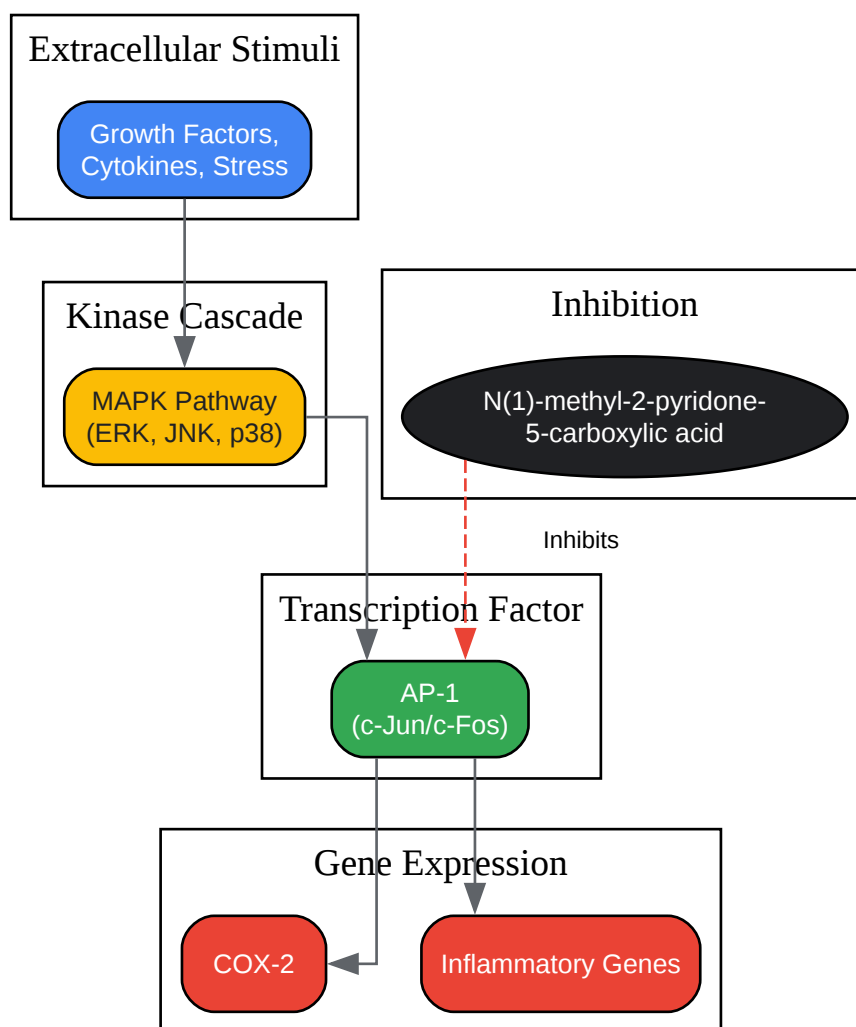 Extracellular Stimuli
Growth Factors,
Cytokines, Stress
Kinase Cascade
MAPK Pathway
(ERK, JNK, p38)
Inhibition
N(1)-methyl-2-pyridone-
5-carboxylic acid
Inhibits
Transcription Factor
AP-1
(c-Jun/c-Fos)
Gene Expression
COX-2
Inflammatory Genes